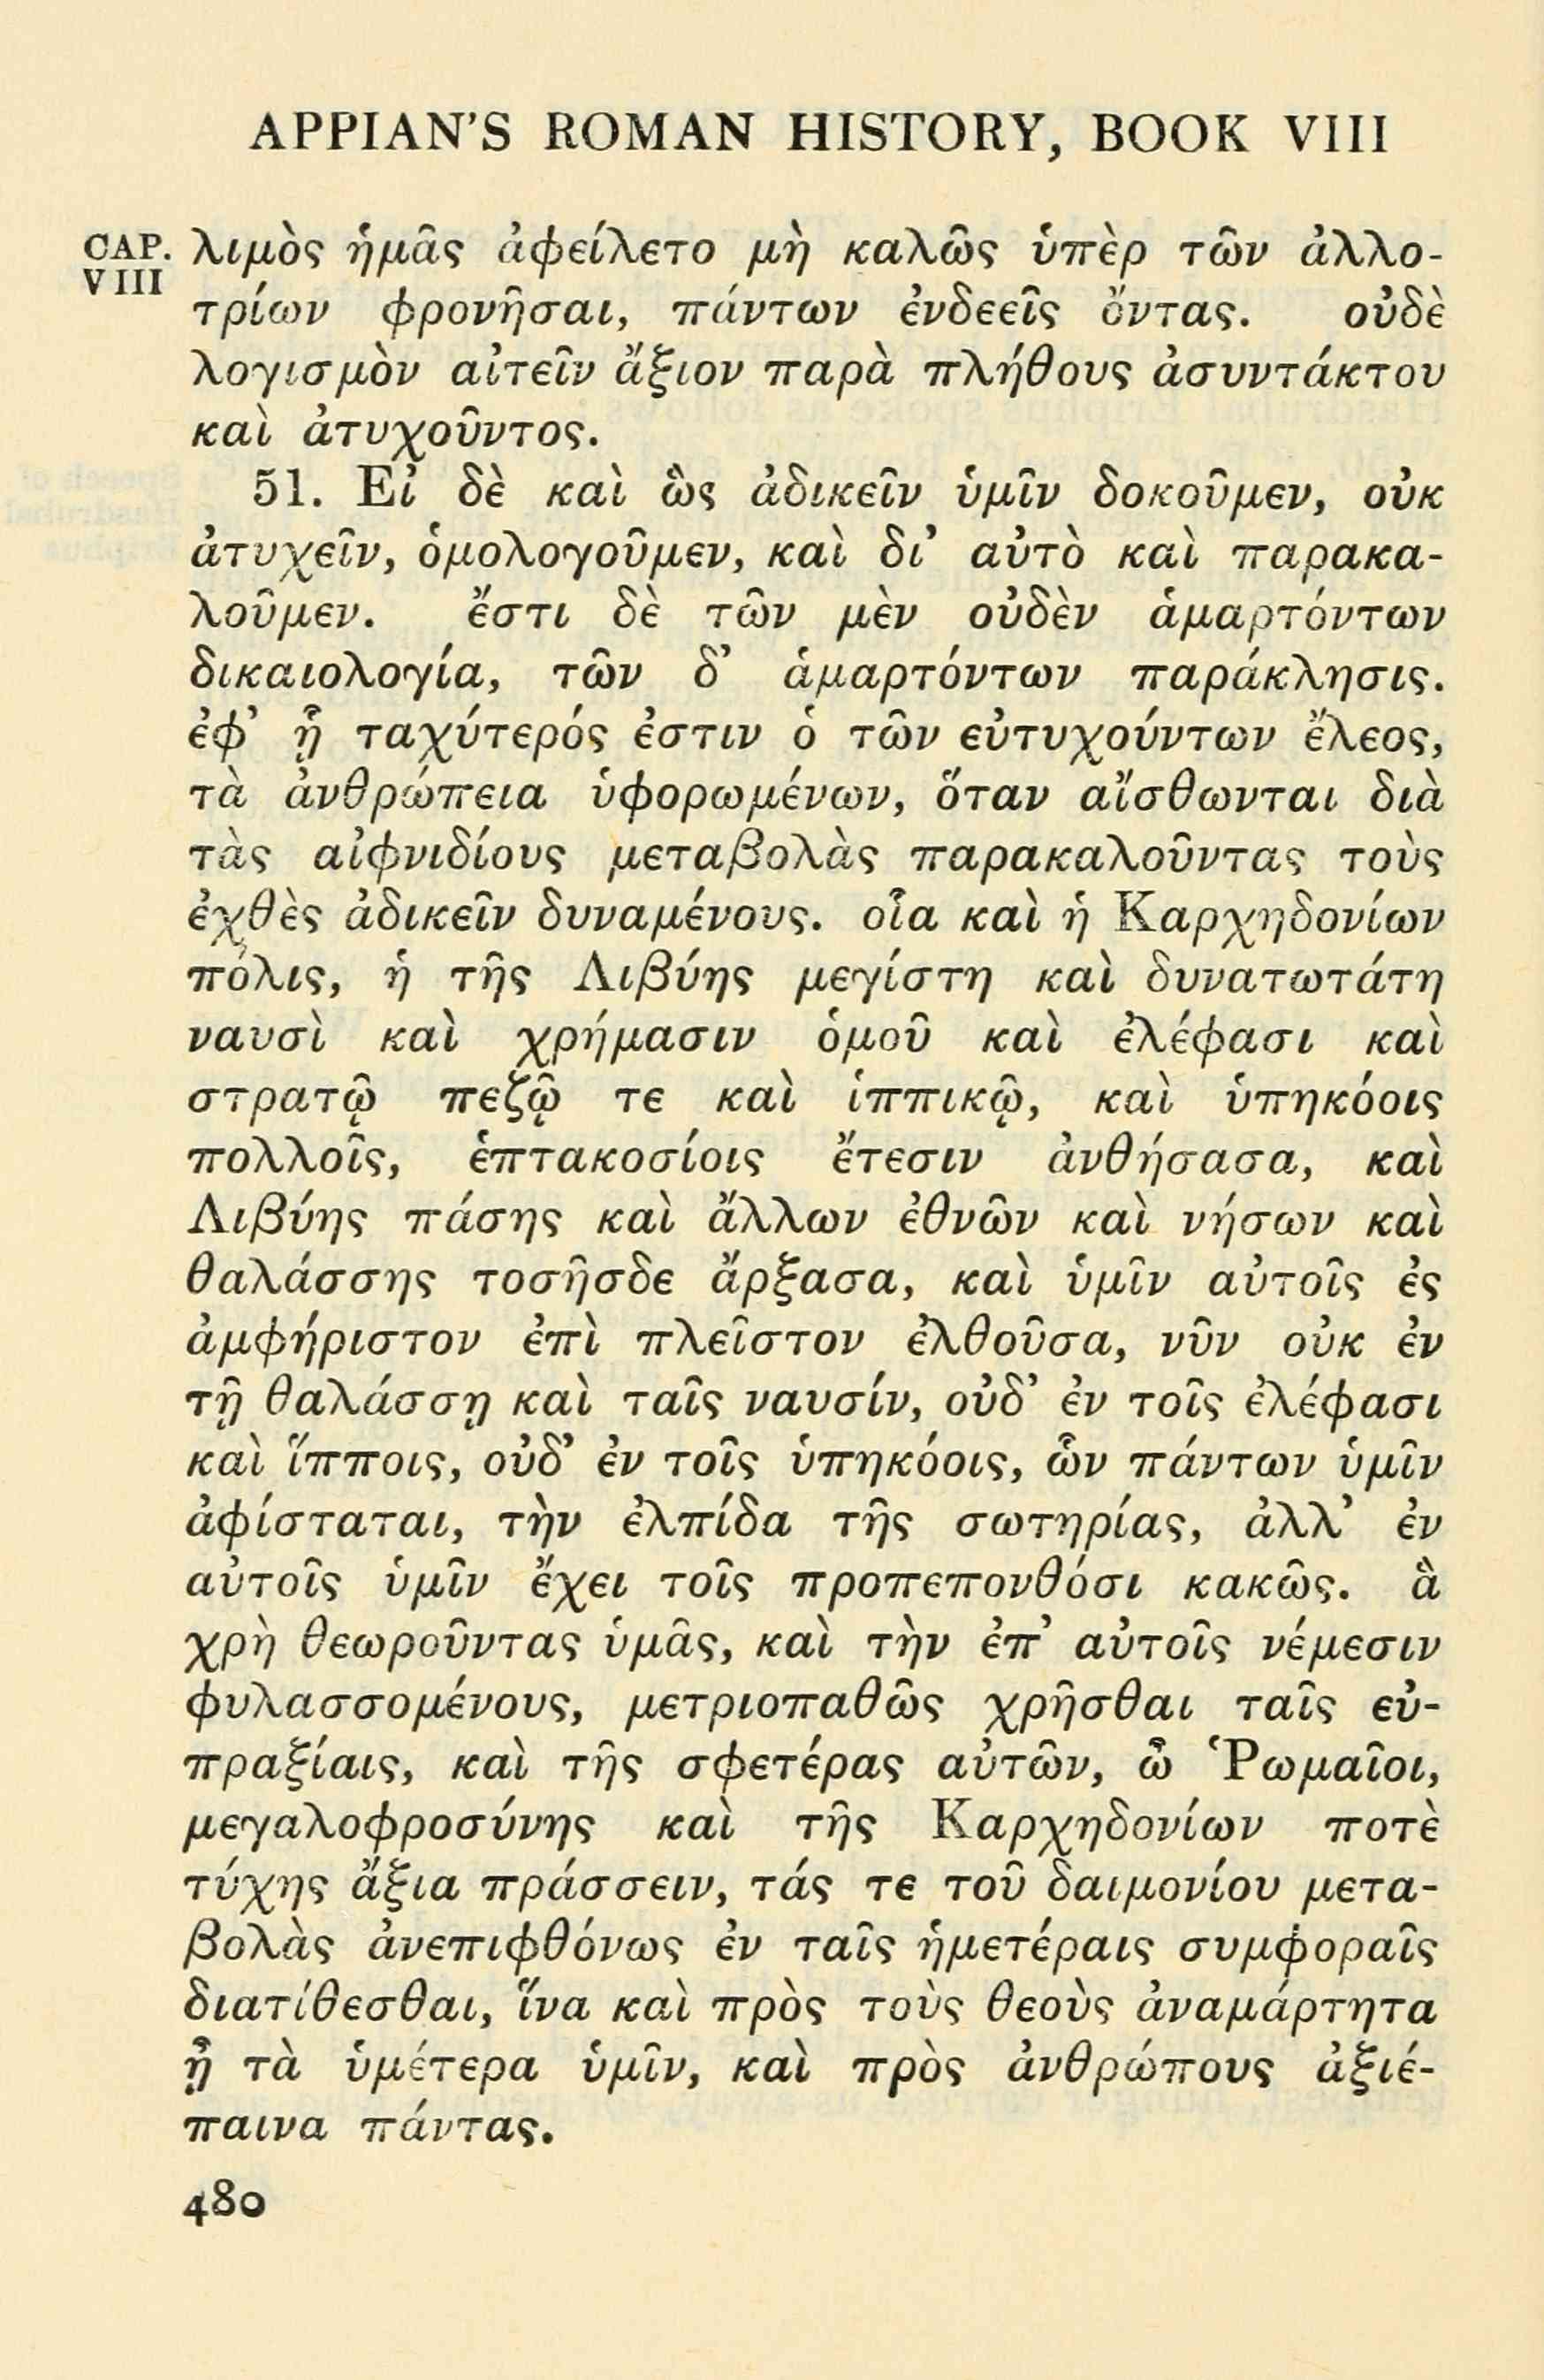 APPIAN'S ROMAN HISTORY, BOOK VIII
CAP. VIII
λιμὸς ἡμᾶς ἀφείλετο μὴ καλῶς ὑπὲρ τῶν ἀλλο-
τρίων φρονῆσαι, πάντων ἐνδεεῖς ὄντας. οὐδὲ
λογισμὸν αἰτεῖν ἄξιον παρὰ πλήθους ἀσυντάκτου
καὶ ἀτυχοῦντος.
51. Εἰ δὲ καὶ ὣς ἀδικεῖν ὑμῖν δοκοῦμεν, οὐκ
ἀτυχεῖν, ὁμολογοῦμεν, καὶ δι' αὐτὸ καὶ παρακα-
λοῦμεν. ἔστι δὲ τῶν μὲν οὐδὲν ἁμαρτόντων
δικαιολογία, τῶν δ' ἁμαρτόντων παράκλησις.
ἐφ' ᾗ ταχύτερός ἐστιν ὁ τῶν εὐτυχούντων ἔλεος,
τὰ ἀνθρώπεια ὑφορωμένων, ὅταν αἴσθωνται διὰ
τὰς αἰφνιδίους μεταβολὰς παρακαλοῦντας τοὺς
ἐχθὲς ἀδικεῖν δυναμένους. οἷα καὶ ἡ Καρχηδονίων
πόλις, ἡ τῆς Λιβύης μεγίστη καὶ δυνατωτάτη
ναυσὶ καὶ χρήμασιν ὁμοῦ καὶ ἐλέφασι καὶ
στρατῷ πεζῷ τε καὶ ἱππικῷ, καὶ ὑπηκόοις
πολλοῖς, ἑπτακοσίοις ἔτεσιν ἀνθήσασα, καὶ
Λιβύης πάσης καὶ ἄλλων ἐθνῶν καὶ νήσων καὶ
θαλάσσης τοσῆσδε ἄρξασα, καὶ ὑμῖν αὐτοῖς ἐς
ἀμφήριστον ἐπὶ πλεῖστον ἐλθοῦσα, νῦν οὐκ ἐν
τῇ θαλάσσῃ καὶ ταῖς ναυσίν, οὐδ' ἐν τοῖς ἐλέφασι
καὶ ἵπποις, οὐδ' ἐν τοῖς ὑπηκόοις, ὧν πάντων ὑμῖν
ἀφίσταται, τὴν ἐλπίδα τῆς σωτηρίας, ἀλλ' ἐν
αὐτοῖς ὑμῖν ἔχει τοῖς προπεπονθόσι κακῶς. ἃ
χρὴ θεωροῦντας ὑμᾶς, καὶ τὴν ἐπ' αὐτοῖς νέμεσιν
φυλασσομένους, μετριοπαθῶς χρῆσθαι ταῖς εὐ-
πραξίαις, καὶ τῆς σφετέρας αὐτῶν, ὦ Ῥωμαῖοι,
μεγαλοφροσύνης καὶ τῆς Καρχηδονίων ποτὲ
τύχης ἄξια πράσσειν, τάς τε τοῦ δαιμονίου μετα-
βολὰς ἀνεπιφθόνως ἐν ταῖς ἡμετέραις συμφοραῖς
διατίθεσθαι, ἵνα καὶ πρὸς τοὺς θεοὺς ἀναμάρτητα
ᾖ τὰ ὑμέτερα ὑμῖν, καὶ πρὸς ἀνθρώπους ἀξιέ-
παινα πάντας.
480